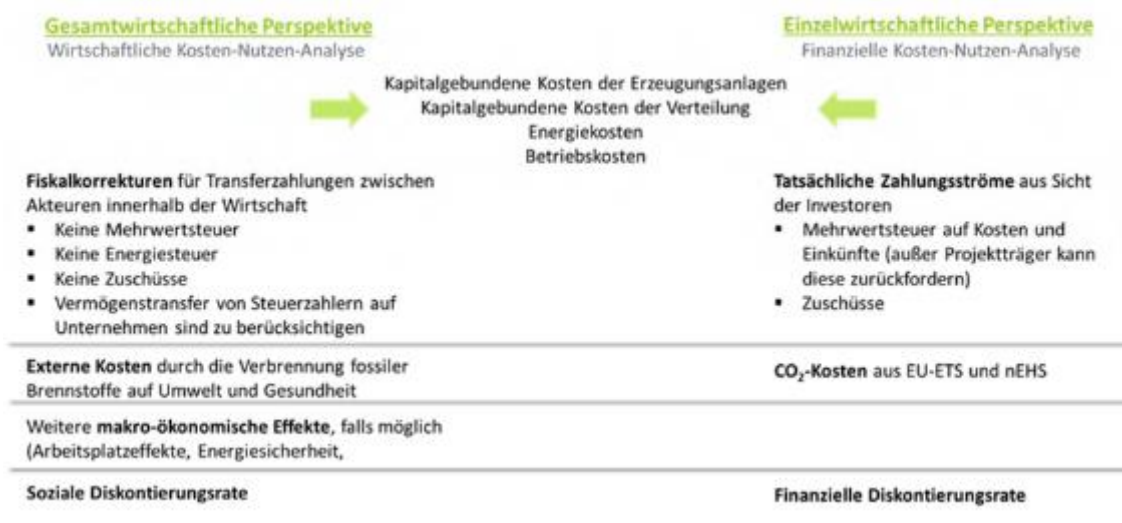 Gesamtwirtschaftliche Perspektive
Wirtschaftliche Kosten-Nutzen-Analyse
Einzelwirtschaftliche Perspektive
Finanzielle Kosten-Nutzen-Analyse
Kapitalgebundene Kosten der Erzeugungsanlagen
Kapitalgebundene Kosten der Verteilung
Energiekosten
Betriebskosten
Fiskalkorrekturen für Transferzahlungen zwischen
Akteuren innerhalb der Wirtschaft
▪ Keine Mehrwertsteuer
▪ Keine Energiesteuer
▪ Keine Zuschüsse
▪ Vermögenstransfer von Steuerzahlern auf
Unternehmen sind zu berücksichtigen
Tatsächliche Zahlungsströme aus Sicht
der Investoren
▪ Mehrwertsteuer auf Kosten und
Einkünfte (außer Projektträger kann
diese zurückfordern)
▪ Zuschüsse
Externe Kosten durch die Verbrennung fossiler
Brennstoffe auf Umwelt und Gesundheit
CO₂-Kosten aus EU-ETS und nEHS
Weitere makro-ökonomische Effekte, falls möglich
(Arbeitsplatzeffekte, Energiesicherheit,
Soziale Diskontierungsrate
Finanzielle Diskontierungsrate